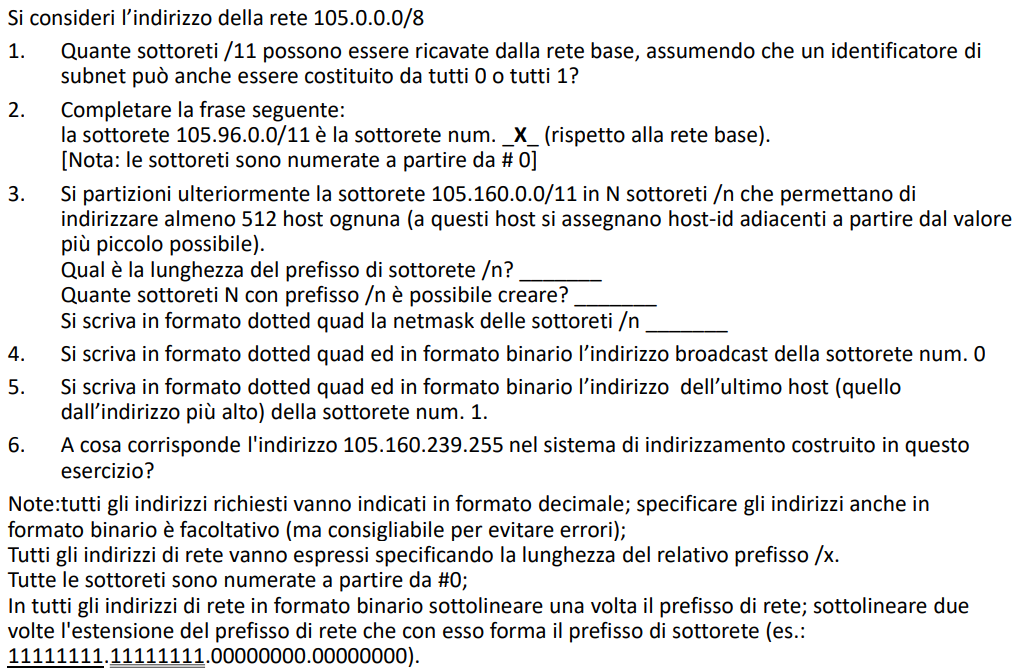 Si consideri l’indirizzo della rete 105.0.0.0/8
1. Quante sottoreti /11 possono essere ricavate dalla rete base, assumendo che un identificatore di
subnet può anche essere costituito da tutti 0 o tutti 1?
2. Completare la frase seguente:
la sottorete 105.96.0.0/11 è la sottorete num. _X_ (rispetto alla rete base).
[Nota: le sottoreti sono numerate a partire da # 0]
3. Si partizioni ulteriormente la sottorete 105.160.0.0/11 in N sottoreti /n che permettano di
indirizzare almeno 512 host ognuna (a questi host si assegnano host-id adiacenti a partire dal valore
più piccolo possibile).
Qual è la lunghezza del prefisso di sottorete /n? _______
Quante sottoreti N con prefisso /n è possibile creare? _______
Si scriva in formato dotted quad la netmask delle sottoreti /n _______
4. Si scriva in formato dotted quad ed in formato binario l’indirizzo broadcast della sottorete num. 0
5. Si scriva in formato dotted quad ed in formato binario l’indirizzo dell’ultimo host (quello
dall’indirizzo più alto) della sottorete num. 1.
6. A cosa corrisponde l'indirizzo 105.160.239.255 nel sistema di indirizzamento costruito in questo
esercizio?
Note:tutti gli indirizzi richiesti vanno indicati in formato decimale; specificare gli indirizzi anche in
formato binario è facoltativo (ma consigliabile per evitare errori);
Tutti gli indirizzi di rete vanno espressi specificando la lunghezza del relativo prefisso /x.
Tutte le sottoreti sono numerate a partire da #0;
In tutti gli indirizzi di rete in formato binario sottolineare una volta il prefisso di rete; sottolineare due
volte l'estensione del prefisso di rete che con esso forma il prefisso di sottorete (es.:
11111111.11111111.00000000.00000000).